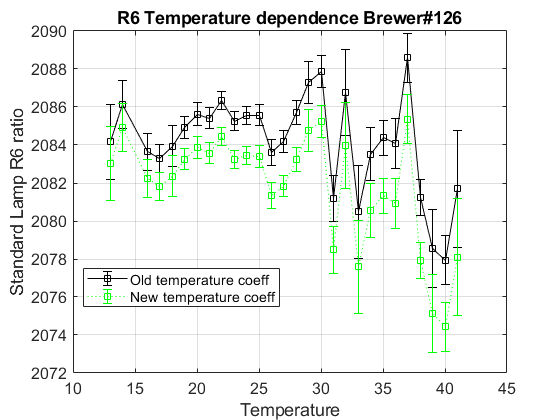 R6 Temperature dependence Brewer#126
2090
2088
2086
2084
2082
2080
2078
2076
2074
2072
Standard Lamp R6 ratio
Old temperature coeff
New temperature coeff
10 15 20 25 30 35 40 45
Temperature